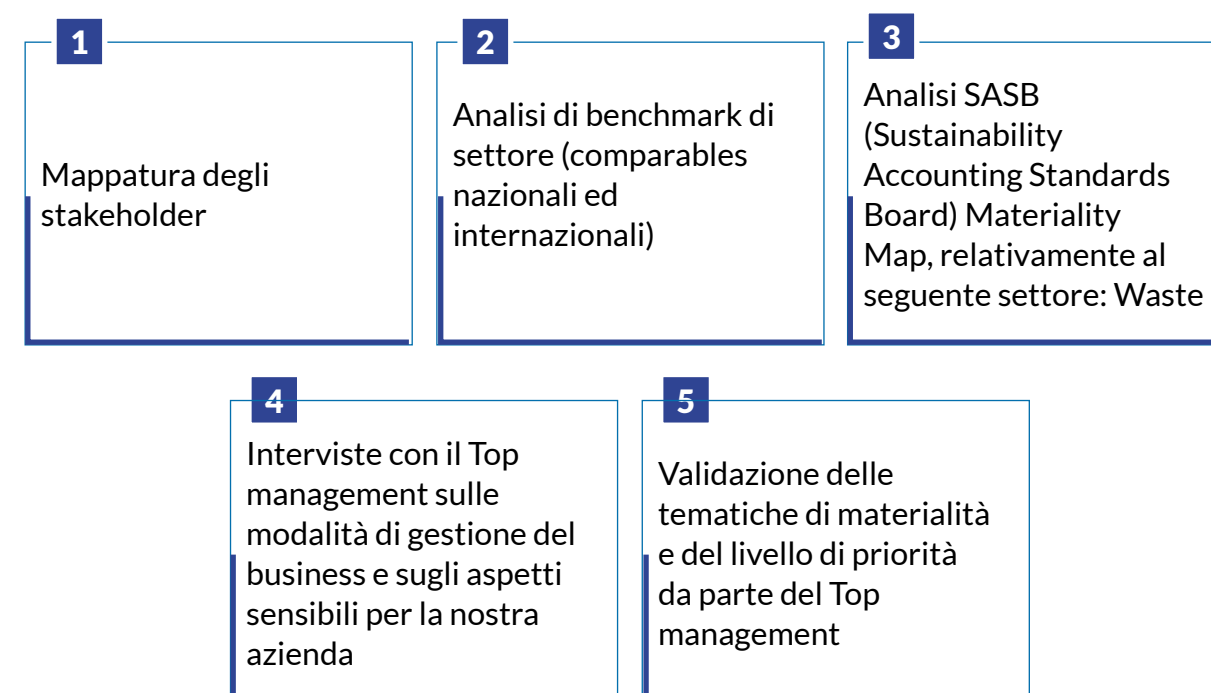 1
Mappatura degli
stakeholder
2
Analisi di benchmark di
settore (comparables
nazionali ed
internazionali)
3
Analisi SASB
(Sustainability
Accounting Standards
Board) Materiality
Map, relativamente al
seguente settore: Waste
4
Interviste con il Top
management sulle
modalità di gestione del
business e sugli aspetti
sensibili per la nostra
azienda
5
Validazione delle
tematiche di materialità
e del livello di priorità
da parte del Top
management